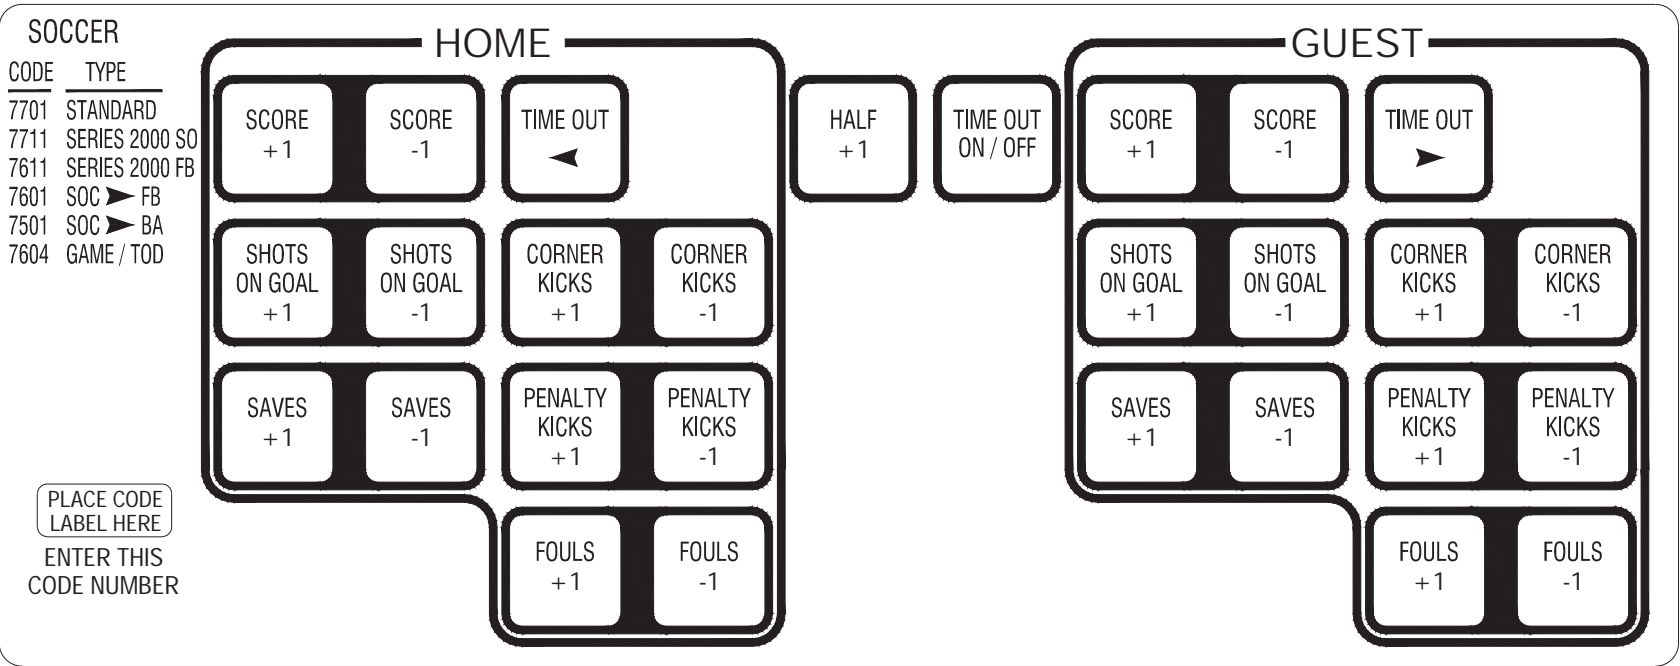 SOCCER
CODE TYPE
7701 STANDARD
7711 SERIES 2000 SO
7611 SERIES 2000 FB
7601 SOC ➤ FB
7501 SOC ➤ BA
7604 GAME / TOD
PLACE CODE
LABEL HERE
ENTER THIS
CODE NUMBER
HOME
SCORE
+1
SCORE
-1
TIME OUT
◄
SHOTS
ON GOAL
+1
SHOTS
ON GOAL
-1
CORNER
KICKS
+1
CORNER
KICKS
-1
SAVES
+1
SAVES
-1
PENALTY
KICKS
+1
PENALTY
KICKS
-1
FOULS
+1
FOULS
-1
HALF
+1
TIME OUT
ON / OFF
GUEST
SCORE
+1
SCORE
-1
TIME OUT
➤
SHOTS
ON GOAL
+1
SHOTS
ON GOAL
-1
CORNER
KICKS
+1
CORNER
KICKS
-1
SAVES
+1
SAVES
-1
PENALTY
KICKS
+1
PENALTY
KICKS
-1
FOULS
+1
FOULS
-1